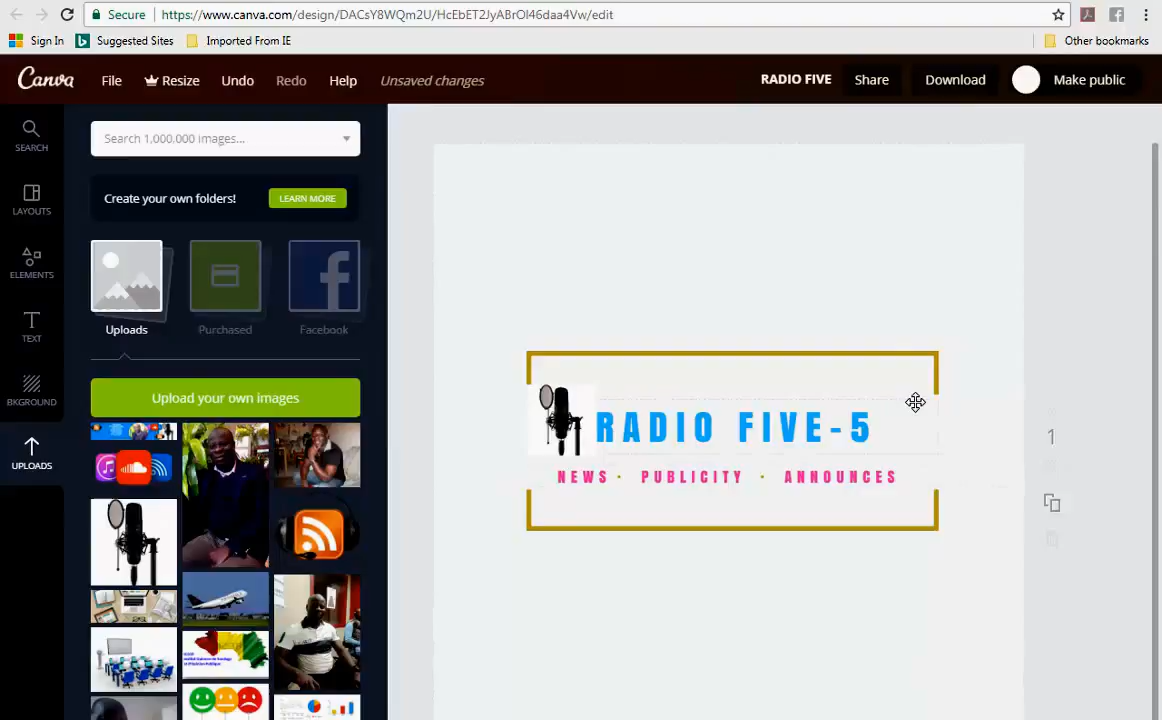 Secure https://www.canva.com/design/DACsY8WQm2U/HcEbET2JyABrOl46daa4Vw/edit
Sign In Suggested Sites Imported From IE Other bookmarks
Canva File Resize Undo Redo Help Unsaved changes RADIO FIVE Share Download Make public
SEARCH
LAYOUTS
ELEMENTS
TEXT
BKGROUND
UPLOADS
Search 1,000,000 images...
Create your own folders! LEARN MORE
Uploads Purchased Facebook
Upload your own images
RADIO FIVE-5
NEWS · PUBLICITY · ANNOUNCES
1